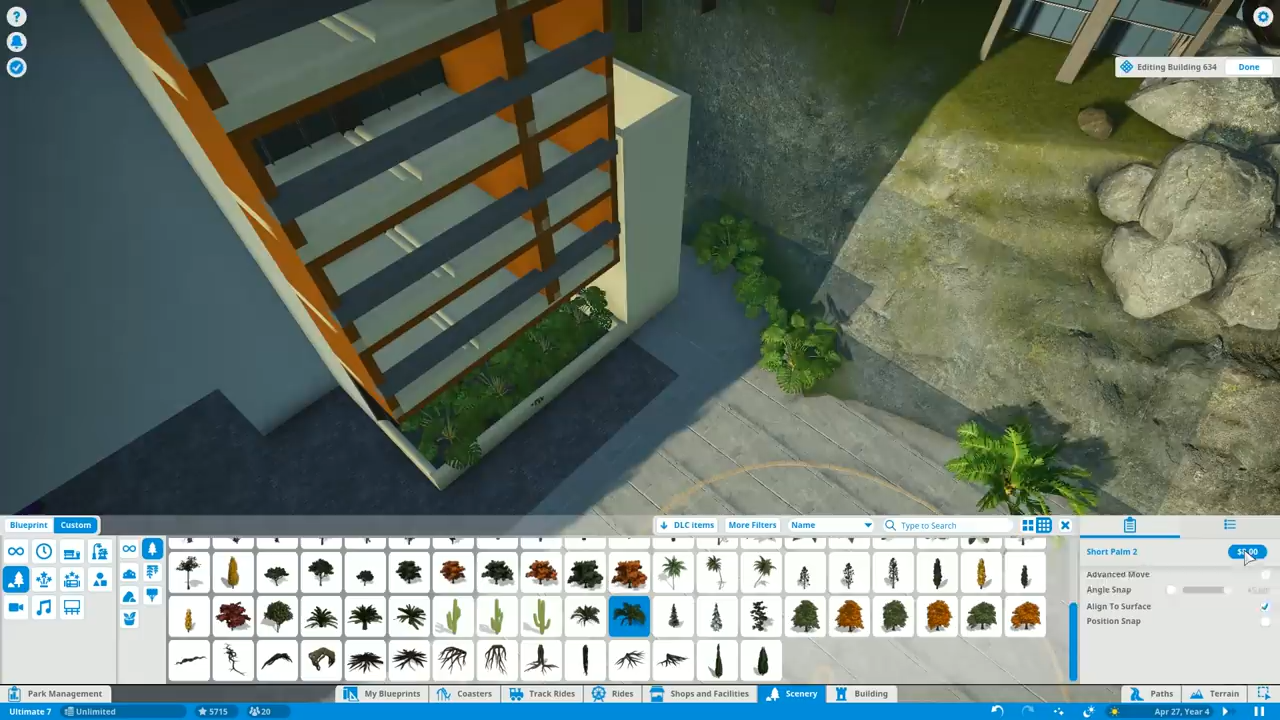 Editing Building 634 Done
Blueprint Custom DLC items More Filters Name Type to Search
Short Palm 2
Advanced Move
Angle Snap
Align To Surface
Position Snap
Park Management My Blueprints Coasters Track Rides Rides Shops and Facilities Scenery Building Paths Terrain
Ultimate 7 Unlimited 5715 20 Apr 27, Year 4